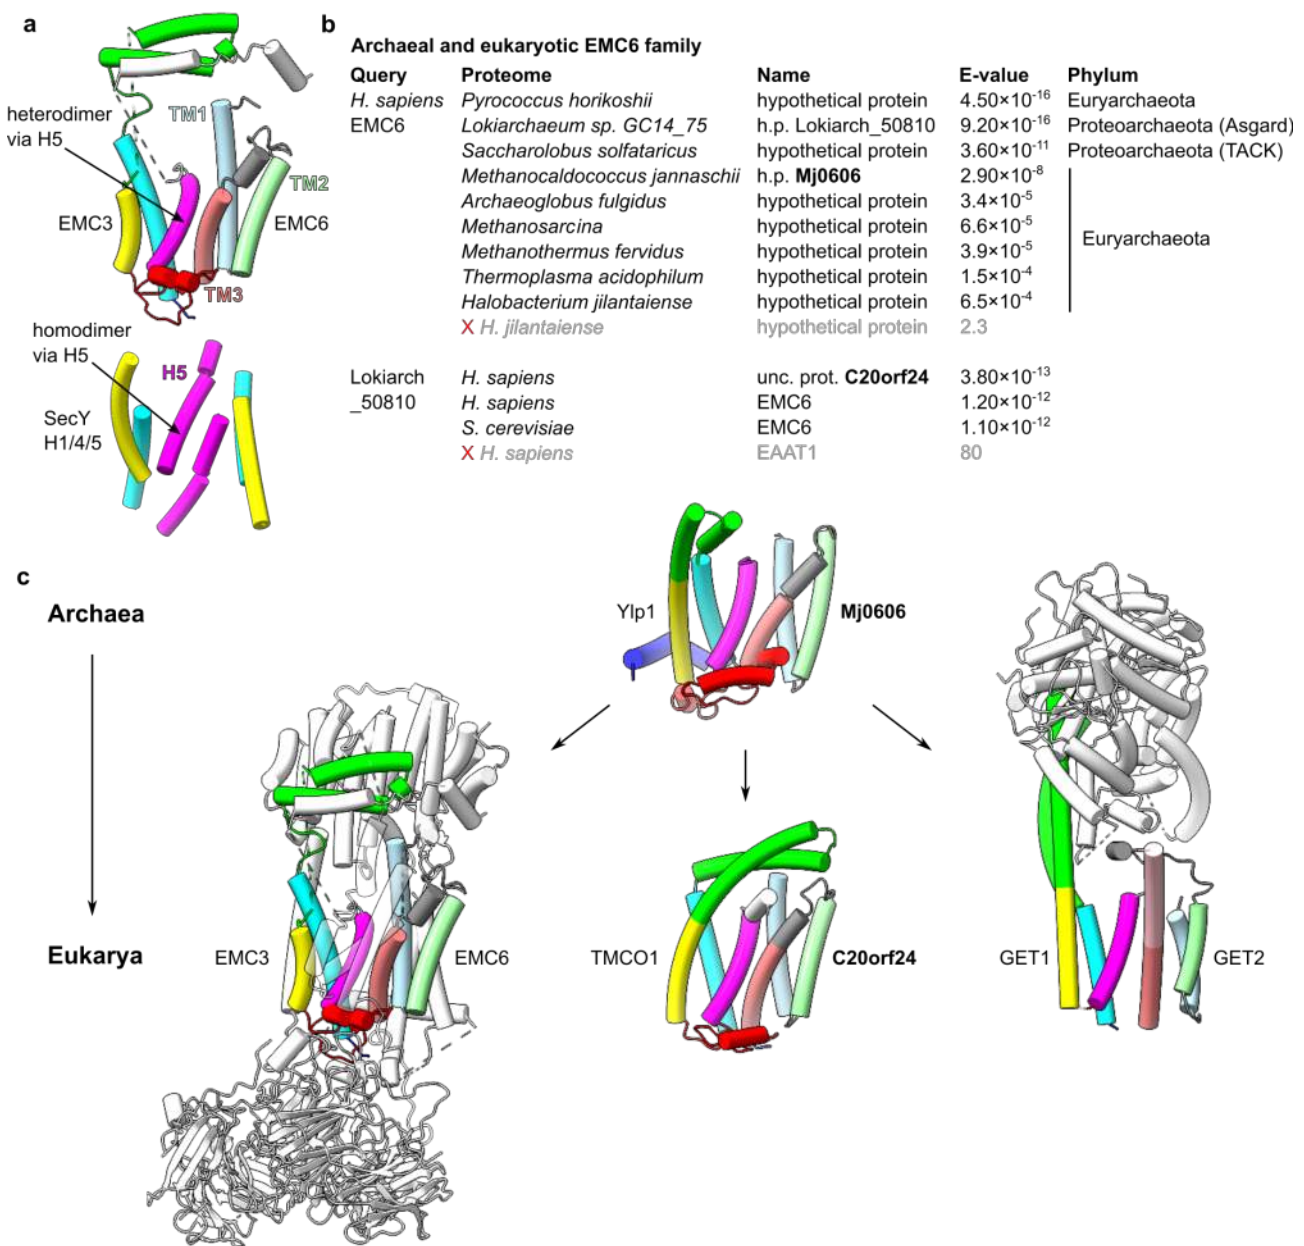 a
heterodimer
via H5
TM1
TM2
EMC3
EMC6
TM3
homodimer
via H5
H5
SecY
H1/4/5
b
Archaeal and eukaryotic EMC6 family
Query Proteome Name E-value Phylum
H. sapiens Pyrococcus horikoshii hypothetical protein 4.50×10⁻¹⁶ Euryarchaeota
EMC6 Lokiarchaeum sp. GC14_75 h.p. Lokiarch_50810 9.20×10⁻¹⁶ Proteoarchaeota (Asgard)
Saccharolobus solfataricus hypothetical protein 3.60×10⁻¹¹ Proteoarchaeota (TACK)
Methanocaldococcus jannaschii h.p. Mj0606 2.90×10⁻⁸
Archaeoglobus fulgidus hypothetical protein 3.4×10⁻⁵
Methanosarcina hypothetical protein 6.6×10⁻⁵
Euryarchaeota
Methanothermus fervidus hypothetical protein 3.9×10⁻⁵
Thermoplasma acidophilum hypothetical protein 1.5×10⁻⁴
Halobacterium jilantaiense hypothetical protein 6.5×10⁻⁴
X H. jilantaiense hypothetical protein 2.3
Lokiarch H. sapiens unc. prot. C20orf24 3.80×10⁻¹³
_50810 H. sapiens EMC6 1.20×10⁻¹²
S. cerevisiae EMC6 1.10×10⁻¹²
X H. sapiens EAAT1 80
c
Archaea
Ylp1
Mj0606
Eukarya
EMC3
EMC6
TMCO1
C20orf24
GET1
GET2